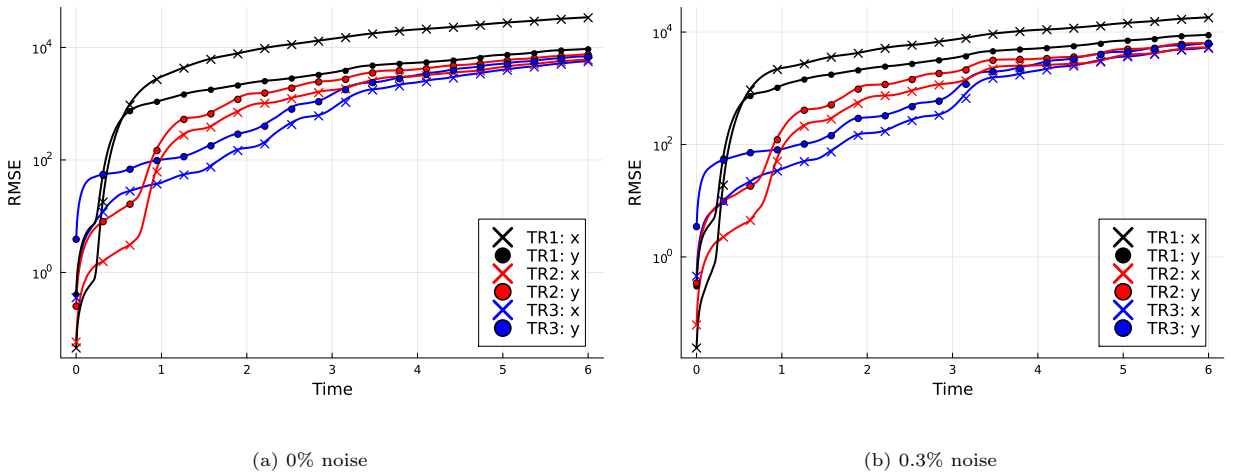 RMSE
10^4
10^2
10^0
0 1 2 3 4 5 6
Time
TR1: x
TR1: y
TR2: x
TR2: y
TR3: x
TR3: y
(a) 0% noise
RMSE
10^4
10^2
10^0
0 1 2 3 4 5 6
Time
TR1: x
TR1: y
TR2: x
TR2: y
TR3: x
TR3: y
(b) 0.3% noise